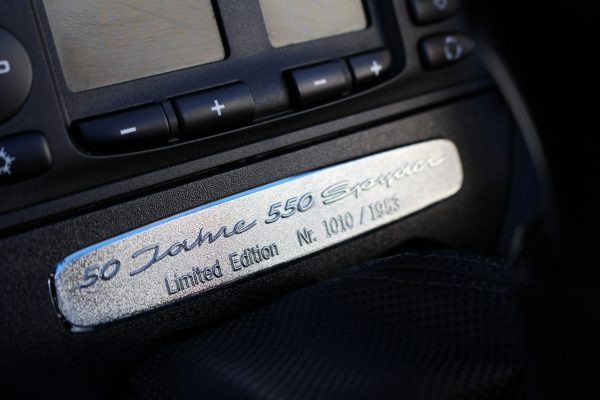 − + − +
50 Jahre 550 Spyder
Limited Edition Nr. 1010 / 1953